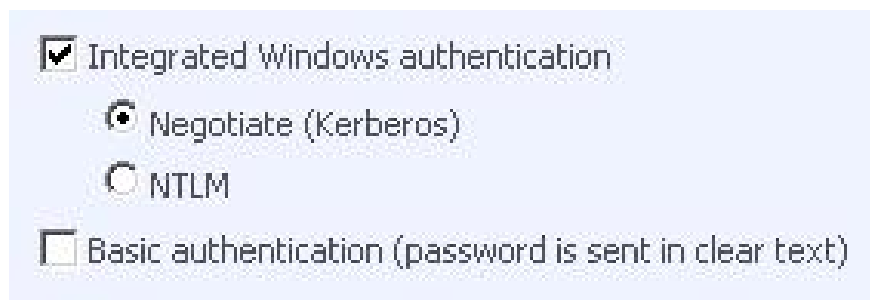 Integrated Windows authentication
Negotiate (Kerberos)
NTLM
Basic authentication (password is sent in clear text)